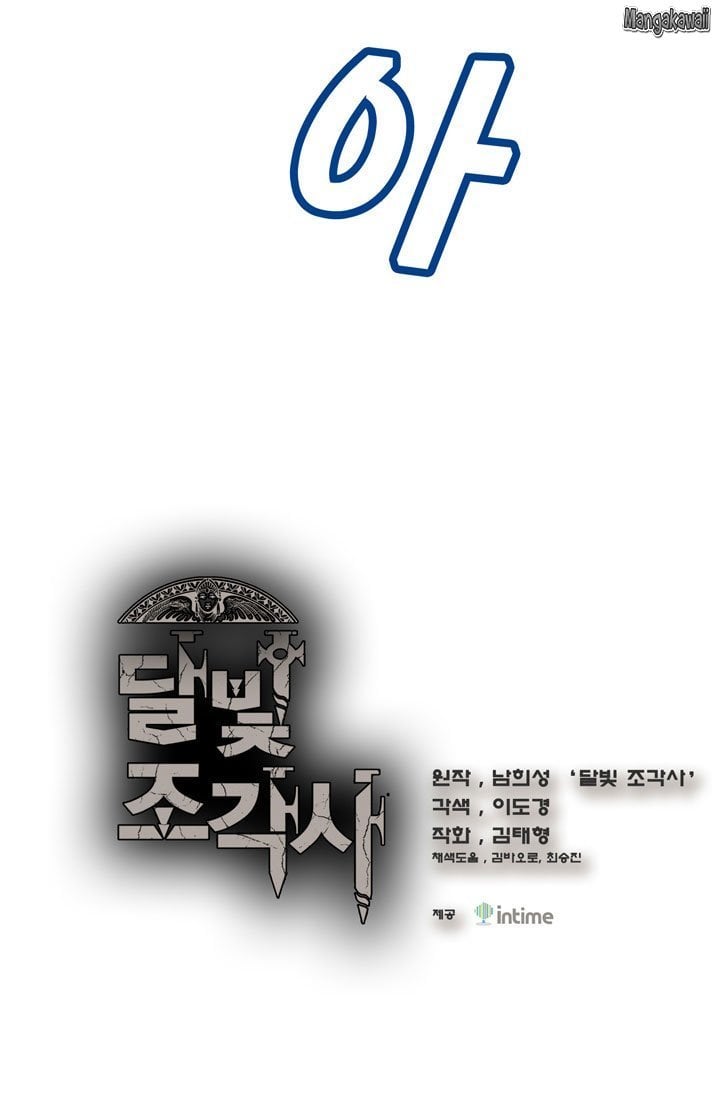 Mangakawaii
아
달빛
조각사
원작 , 남희성 ‘달빛 조각사’
각색 , 이도경
작화 , 김태형
채색도움 , 김바오로, 최승진
제공 intime